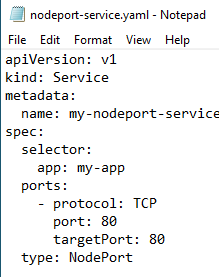 nodeport-service.yaml - Notepad
File Edit Format View Help
apiVersion: v1
kind: Service
metadata:
  name: my-nodeport-service
spec:
  selector:
    app: my-app
  ports:
    - protocol: TCP
      port: 80
      targetPort: 80
  type: NodePort